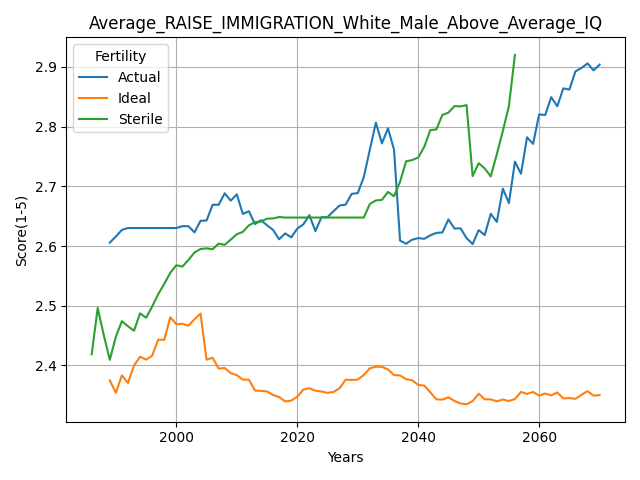 Average_RAISE_IMMIGRATION_White_Male_Above_Average_IQ
Fertility
Actual
Ideal
Sterile
Score(1-5)
2.9
2.8
2.7
2.6
2.5
2.4
2000
2020
2040
2060
Years